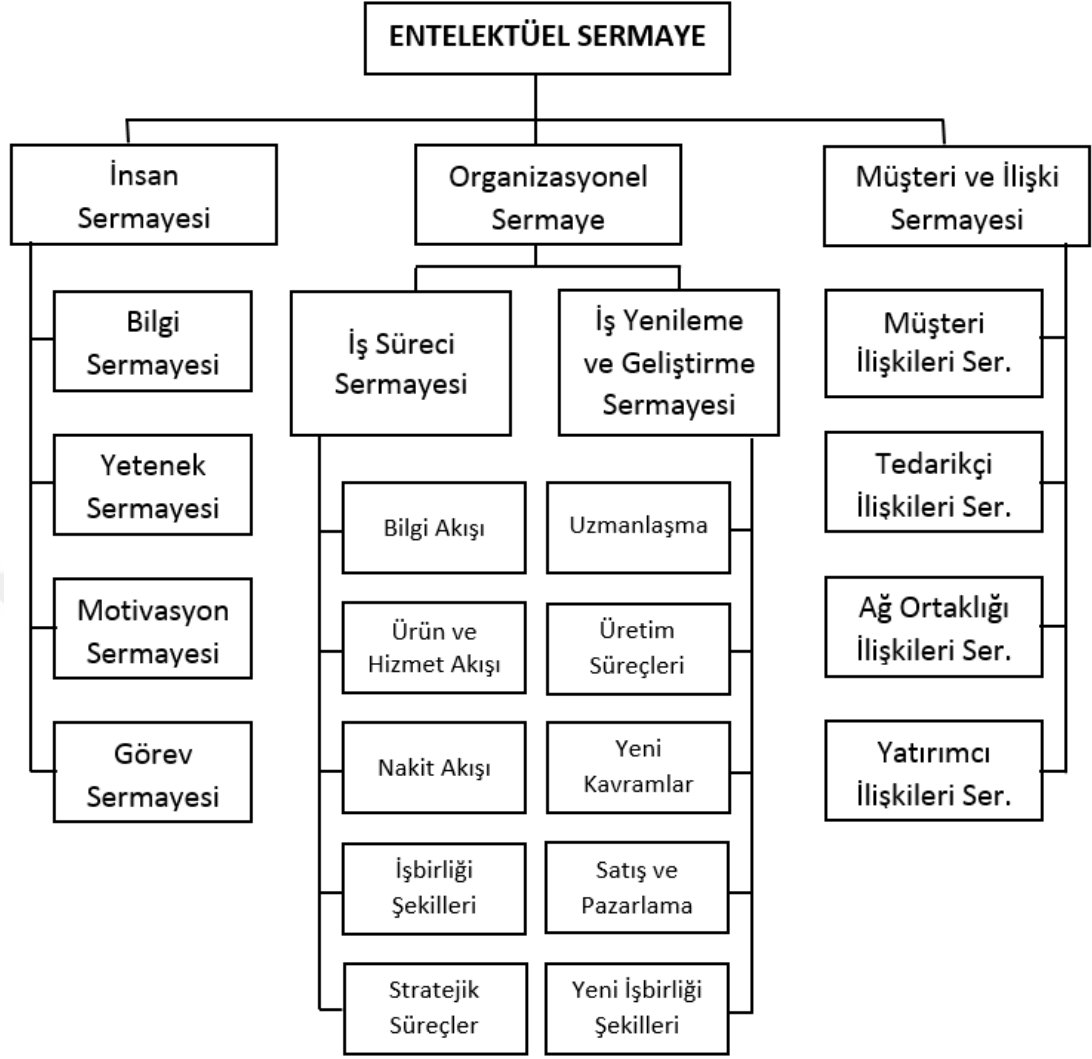 ENTELEKTÜEL SERMAYE
İnsan
Sermayesi
Organizasyonel
Sermaye
Müşteri ve İlişki
Sermayesi
Bilgi
Sermayesi
Yetenek
Sermayesi
Motivasyon
Sermayesi
Görev
Sermayesi
İş Süreci
Sermayesi
Bilgi Akışı
Ürün ve
Hizmet Akışı
Nakit Akışı
İşbirliği
Şekilleri
Stratejik
Süreçler
İş Yenileme
ve Geliştirme
Sermayesi
Uzmanlaşma
Üretim
Süreçleri
Yeni
Kavramlar
Satış ve
Pazarlama
Yeni İşbirliği
Şekilleri
Müşteri
İlişkileri Ser.
Tedarikçi
İlişkileri Ser.
Ağ Ortaklığı
İlişkileri Ser.
Yatırımcı
İlişkileri Ser.